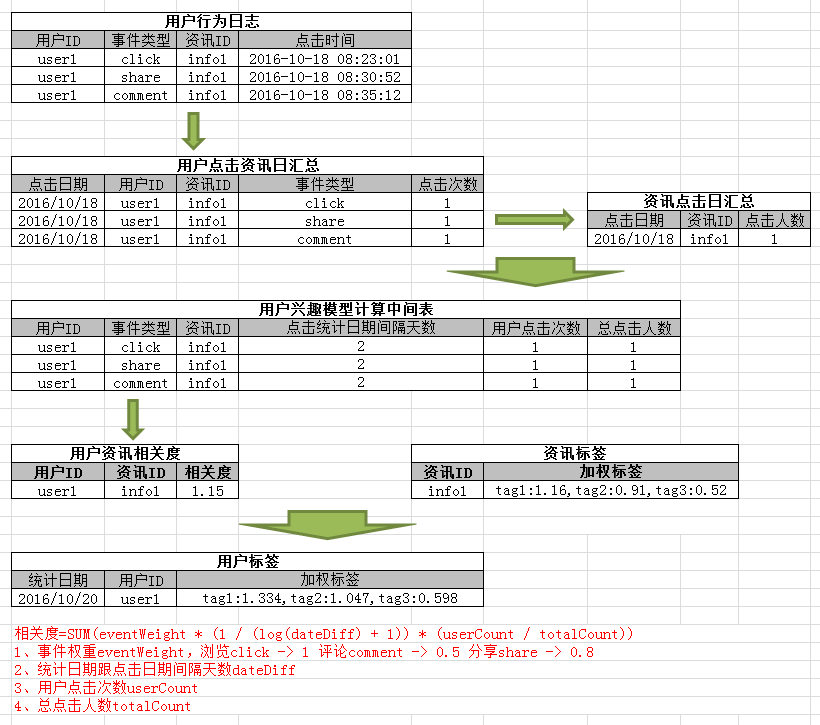 用户行为日志
用户ID 事件类型 资讯ID 点击时间
user1 click info1 2016-10-18 08:23:01
user1 share info1 2016-10-18 08:30:52
user1 comment info1 2016-10-18 08:35:12
用户点击资讯日汇总
点击日期 用户ID 资讯ID 事件类型 点击次数
2016/10/18 user1 info1 click 1
2016/10/18 user1 info1 share 1
2016/10/18 user1 info1 comment 1
资讯点击日汇总
点击日期 资讯ID 点击人数
2016/10/18 info1 1
用户兴趣模型计算中间表
用户ID 事件类型 资讯ID 点击统计日期间隔天数 用户点击次数 总点击人数
user1 click info1 2 1 1
user1 share info1 2 1 1
user1 comment info1 2 1 1
用户资讯相关度
用户ID 资讯ID 相关度
user1 info1 1.15
资讯标签
资讯ID 加权标签
info1 tag1:1.16,tag2:0.91,tag3:0.52
用户标签
统计日期 用户ID 加权标签
2016/10/20 user1 tag1:1.334,tag2:1.047,tag3:0.598
相关度=SUM(eventWeight * (1 / (log(dateDiff) + 1)) * (userCount / totalCount))
1、事件权重eventWeight，浏览click -> 1 评论comment -> 0.5 分享share -> 0.8
2、统计日期跟点击日期间隔天数dateDiff
3、用户点击次数userCount
4、总点击人数totalCount